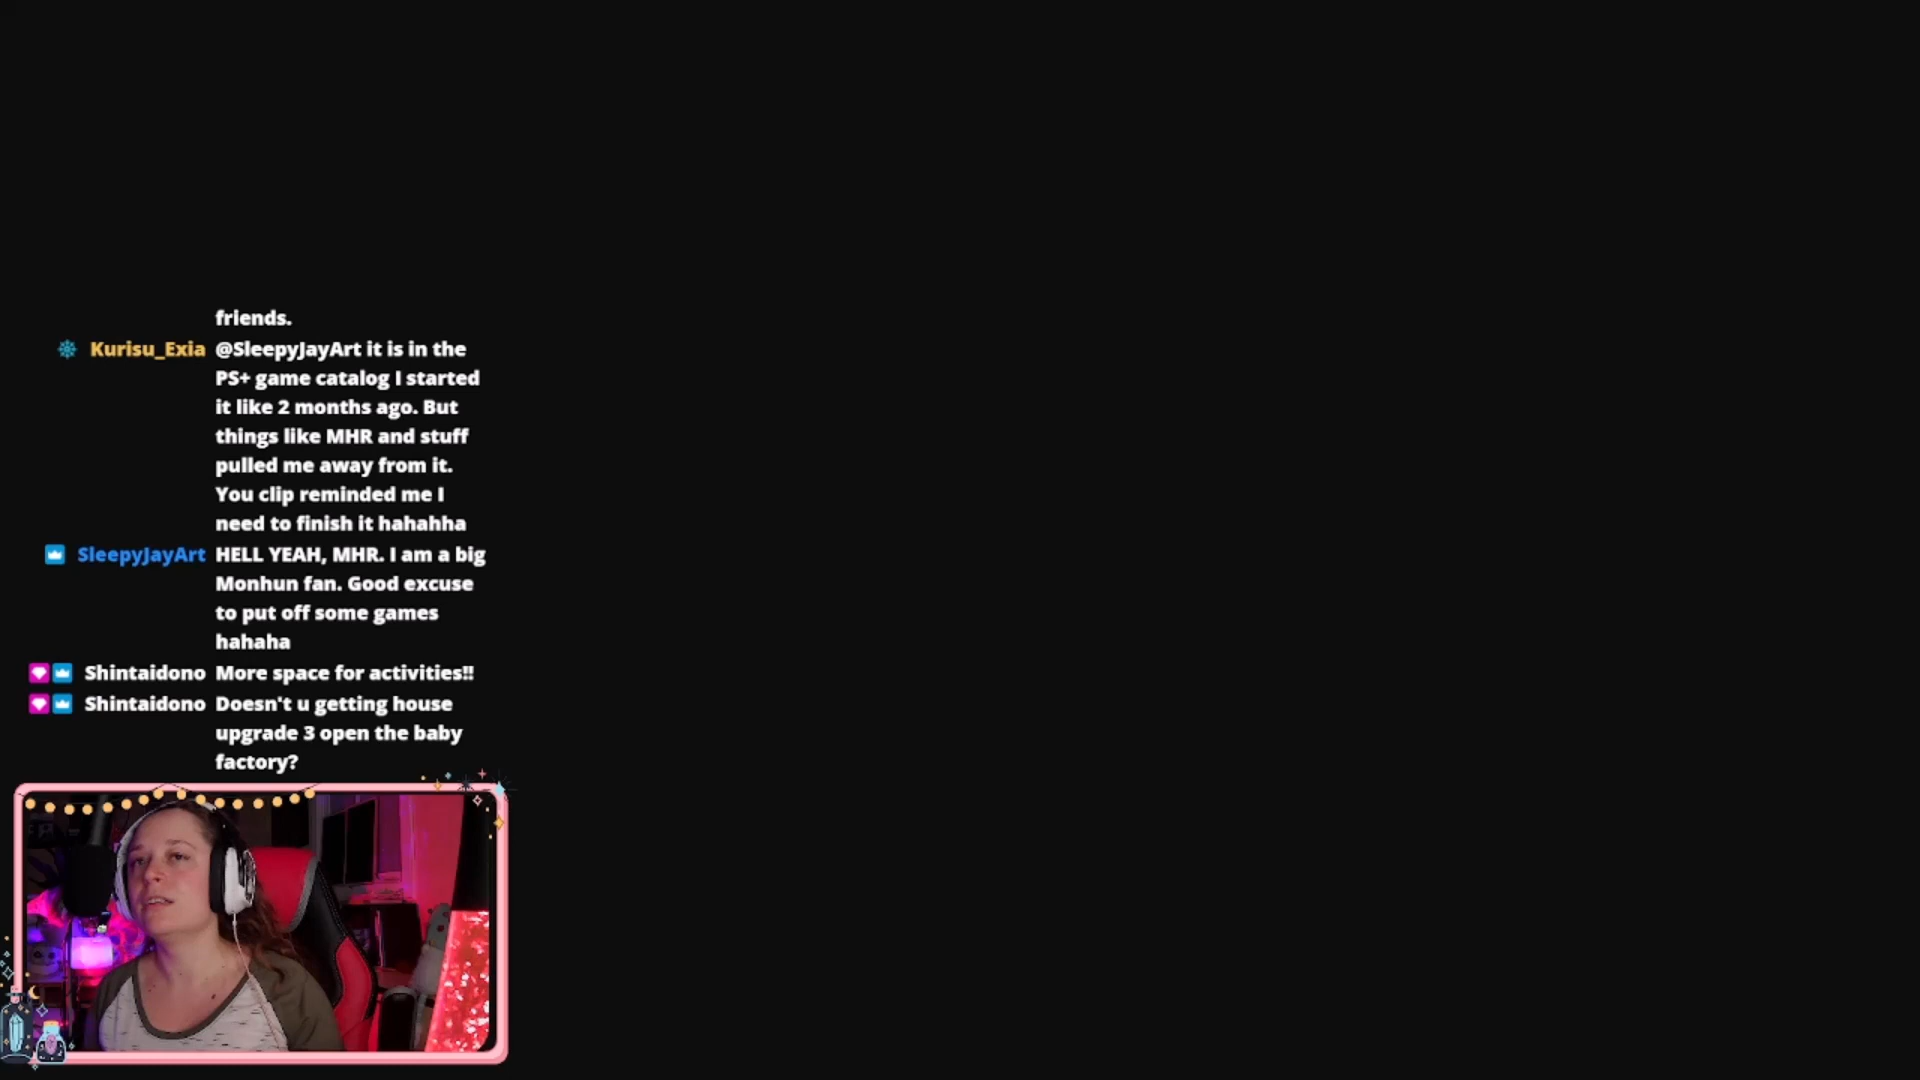 friends.
Kurisu_Exia @SleepyJayArt it is in the
PS+ game catalog I started
it like 2 months ago. But
things like MHR and stuff
pulled me away from it.
You clip reminded me I
need to finish it hahahha
SleepyJayArt HELL YEAH, MHR. I am a big
Monhun fan. Good excuse
to put off some games
hahaha
Shintaidono More space for activities!!
Shintaidono Doesn't u getting house
upgrade 3 open the baby
factory?